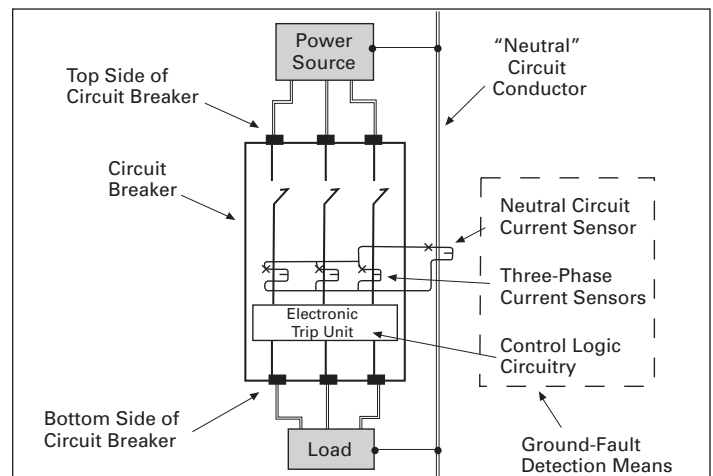 Power
Source
“Neutral”
Circuit
Conductor
Top Side of
Circuit Breaker
Circuit
Breaker
Neutral Circuit
Current Sensor
Three-Phase
Current Sensors
Electronic
Trip Unit
Control Logic
Circuitry
Bottom Side of
Circuit Breaker
Load
Ground-Fault
Detection Means